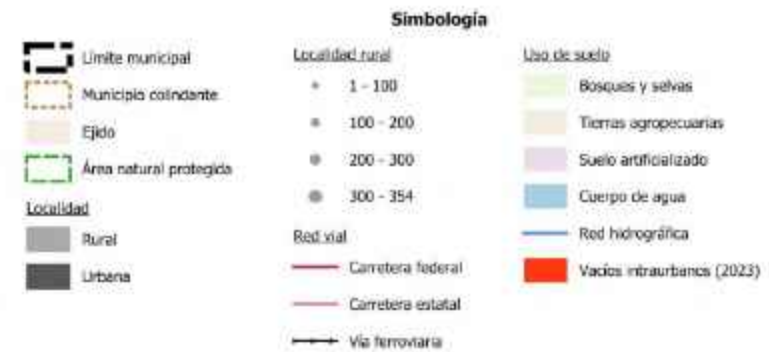 Simbología
Límite municipal
Municipio colindante
Ejido
Área natural protegida
Localidad
Rural
Urbana
Localidad rural
1 - 100
100 - 200
200 - 300
300 - 354
Red vial
Carretera federal
Carretera estatal
Vía ferroviaria
Uso de suelo
Bosques y selvas
Tierras agropecuarias
Suelo artificializado
Cuerpo de agua
Red hidrográfica
Vacíos intraurbanos (2023)